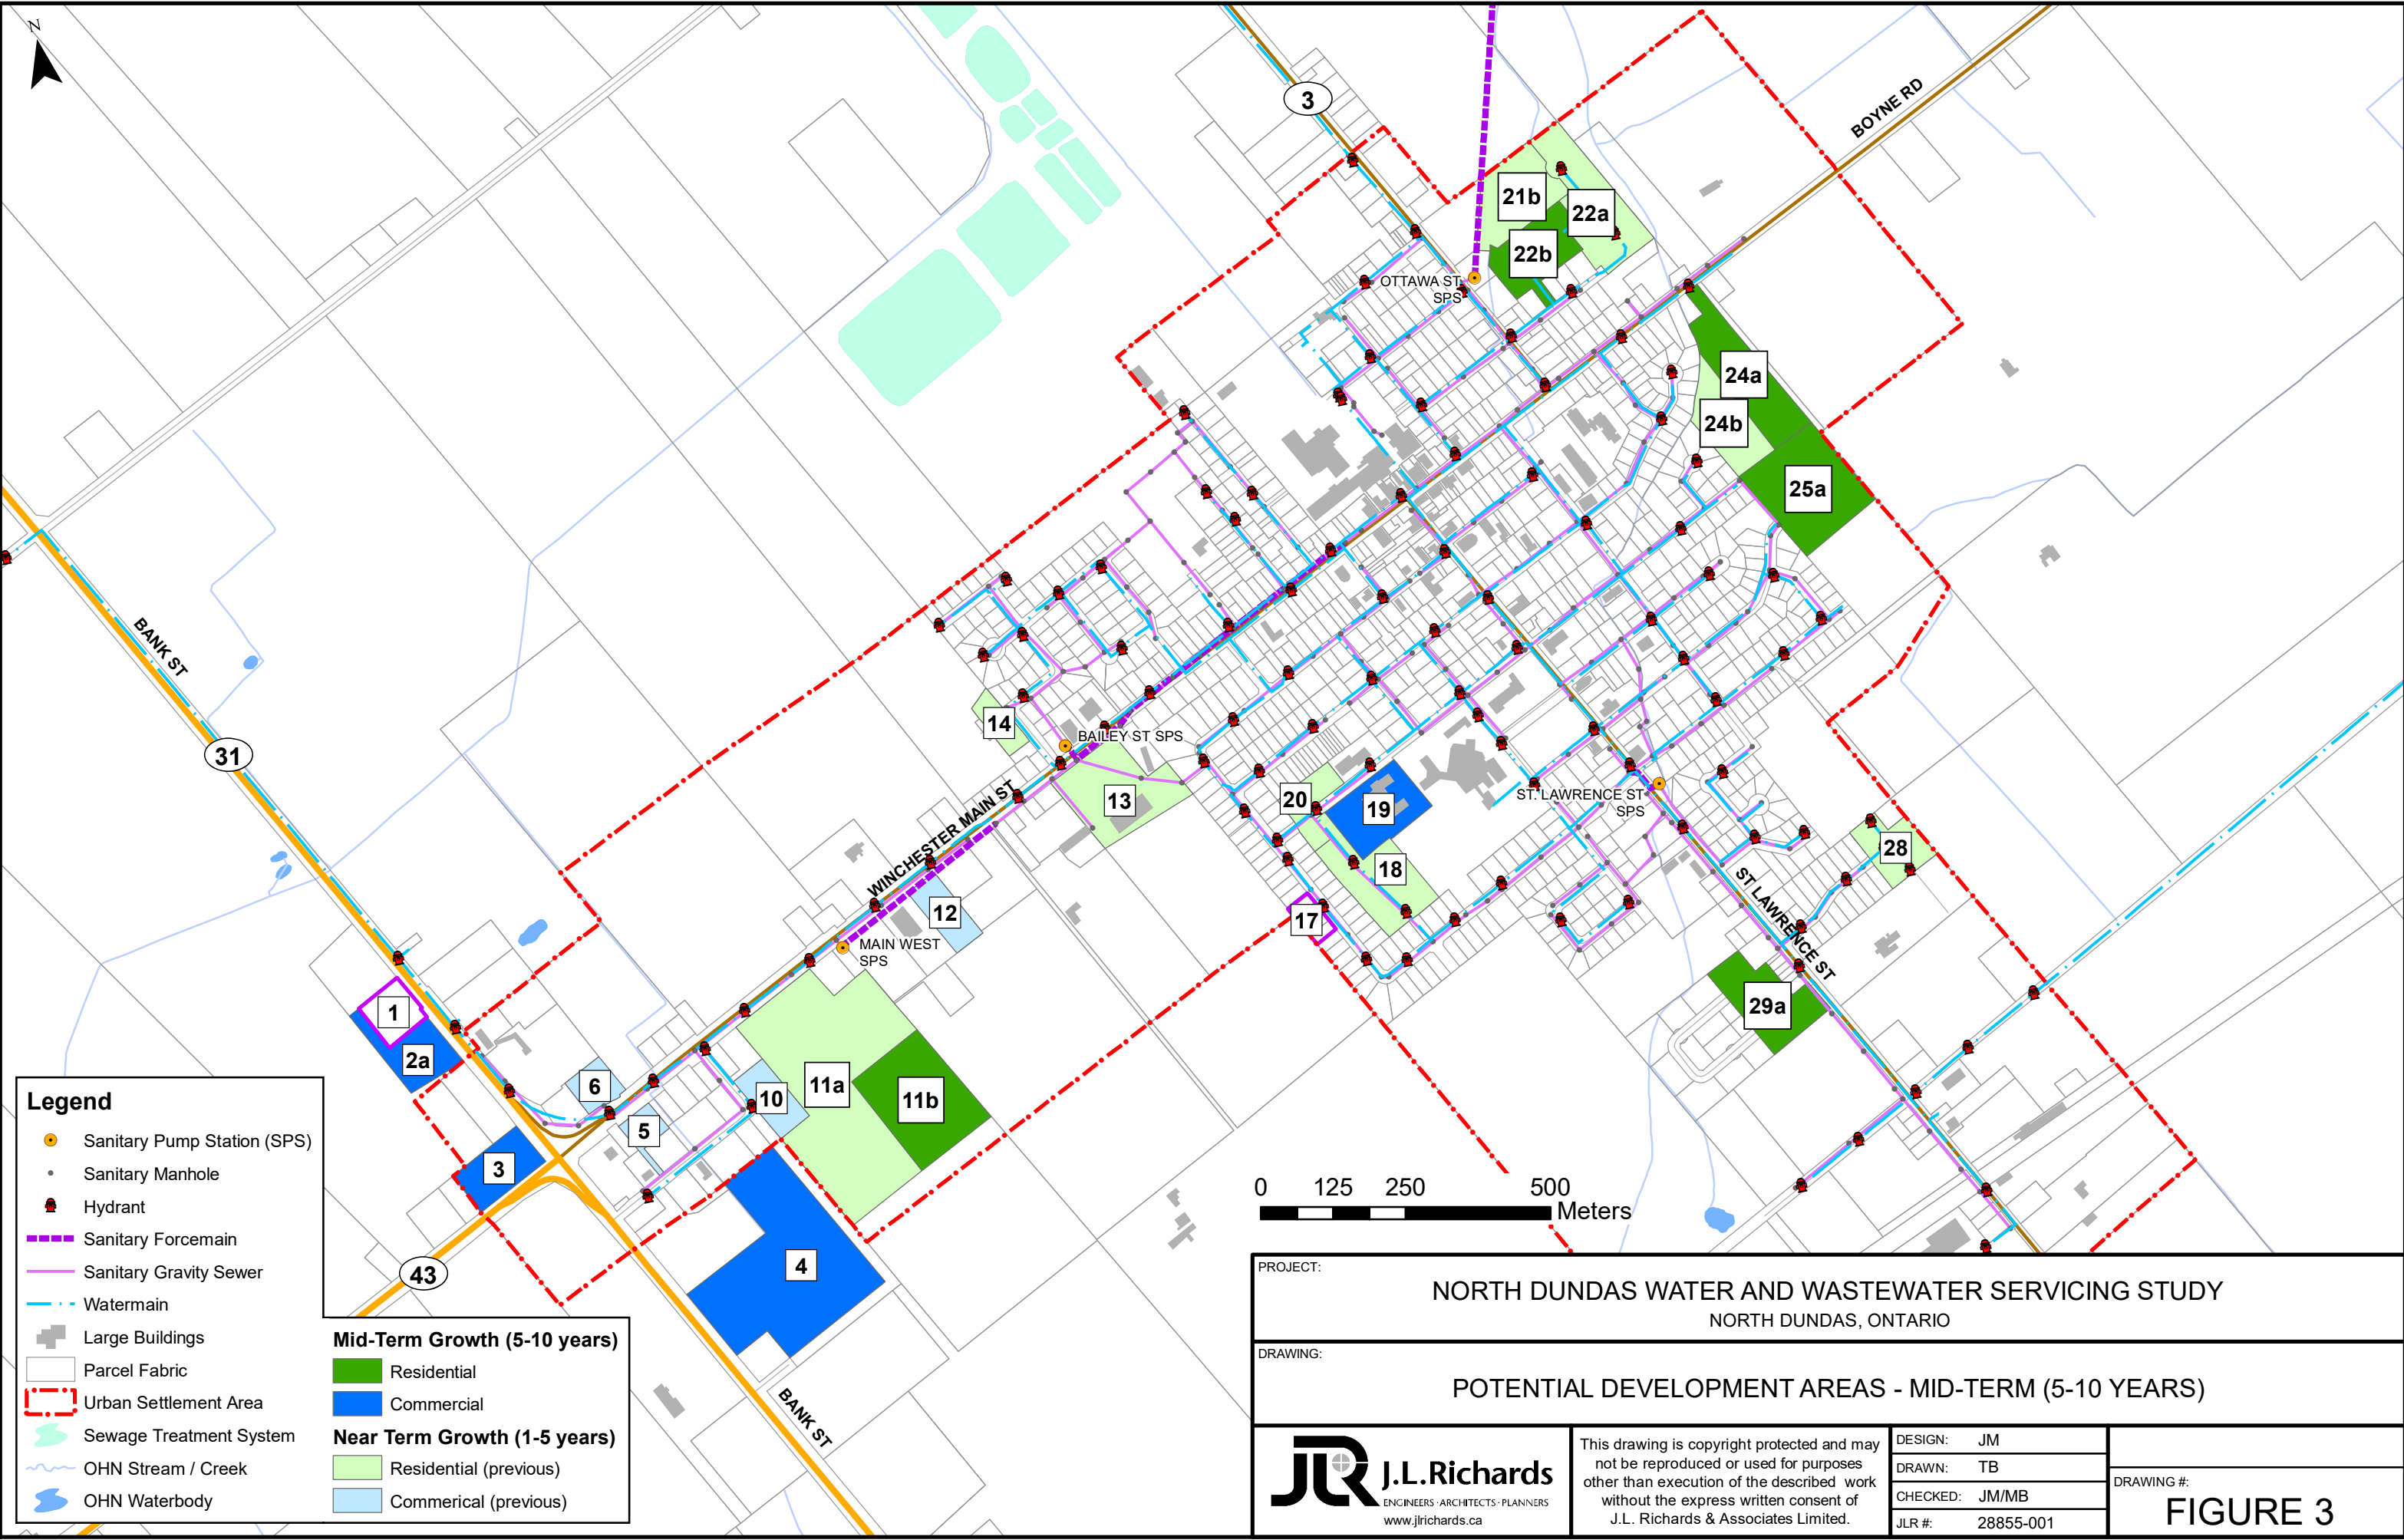 N
3
BOYNE RD
21b
22a
22b
OTTAWA ST
SPS
24a
24b
25a
BANK ST
31
14
BAILEY ST SPS
13
WINCHESTER MAIN ST
20
19
ST. LAWRENCE ST
SPS
18
28
17
12
MAIN WEST
SPS
ST LAWRENCE ST
29a
1
2a
6
10
11a
11b
5
3
4
43
BANK ST
0 125 250 500
Meters
Legend
Sanitary Pump Station (SPS)
Sanitary Manhole
Hydrant
Sanitary Forcemain
Sanitary Gravity Sewer
Watermain
Large Buildings
Parcel Fabric
Urban Settlement Area
Sewage Treatment System
OHN Stream / Creek
OHN Waterbody
Mid-Term Growth (5-10 years)
Residential
Commercial
Near Term Growth (1-5 years)
Residential (previous)
Commerical (previous)
PROJECT:
NORTH DUNDAS WATER AND WASTEWATER SERVICING STUDY
NORTH DUNDAS, ONTARIO
DRAWING:
POTENTIAL DEVELOPMENT AREAS - MID-TERM (5-10 YEARS)
JLR J.L.Richards
ENGINEERS · ARCHITECTS · PLANNERS
www.jlrichards.ca
This drawing is copyright protected and may
not be reproduced or used for purposes
other than execution of the described work
without the express written consent of
J.L. Richards & Associates Limited.
DESIGN: JM
DRAWN: TB
CHECKED: JM/MB
JLR #: 28855-001
DRAWING #:
FIGURE 3